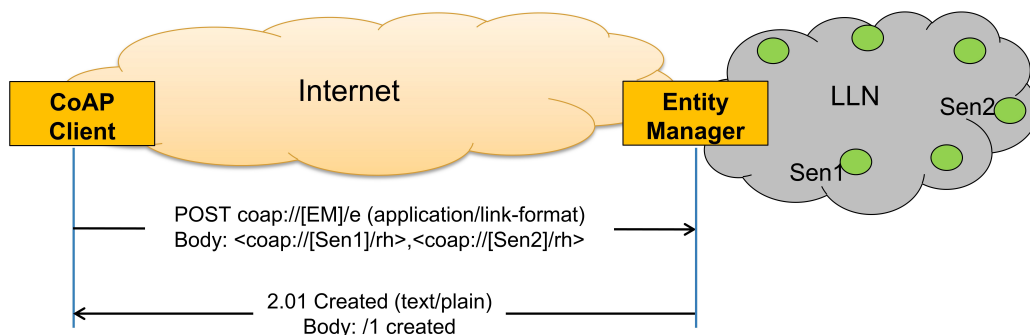 Internet
CoAP
Client
Entity
Manager
LLN
Sen2
Sen1
POST coap://[EM]/e (application/link-format)
Body: <coap://[Sen1]/rh>,<coap://[Sen2]/rh>
2.01 Created (text/plain)
Body: /1 created